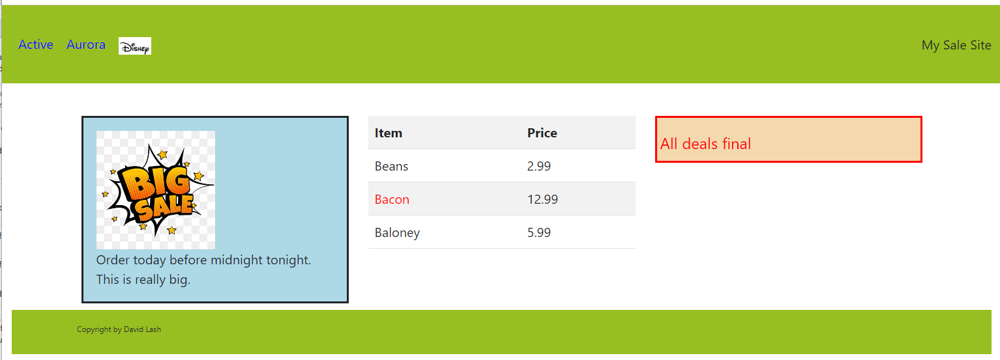 Active Aurora Disney My Sale Site
BIG
SALE
Order today before midnight tonight.
This is really big.
Item Price
Beans 2.99
Bacon 12.99
Baloney 5.99
All deals final
Copyright by David Lash